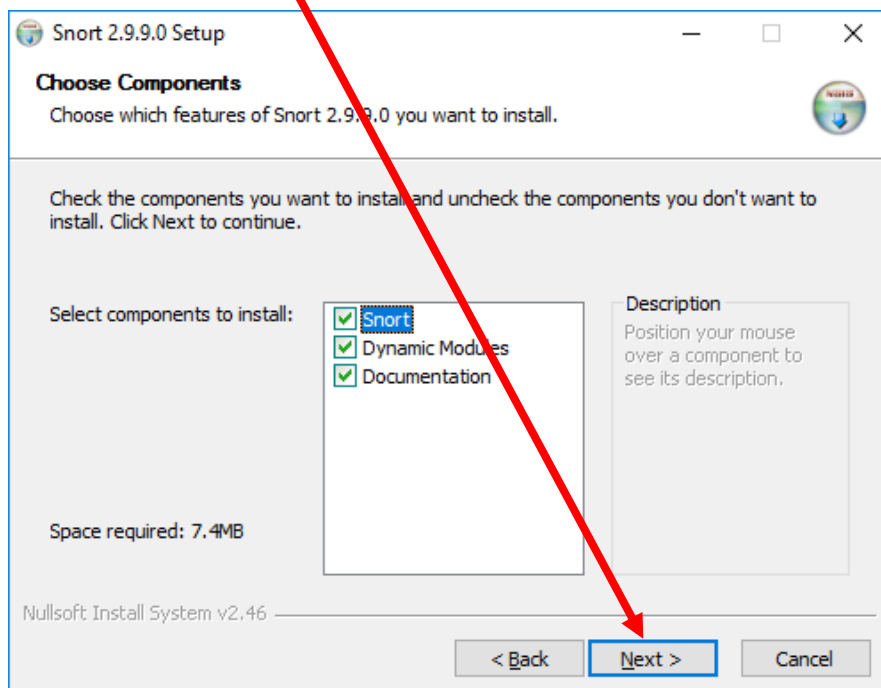 Snort 2.9.9.0 Setup
Choose Components
Choose which features of Snort 2.9.9.0 you want to install.
Check the components you want to install and uncheck the components you don't want to
install. Click Next to continue.
Select components to install:
Snort
Dynamic Modules
Documentation
Description
Position your mouse
over a component to
see its description.
Space required: 7.4MB
Nullsoft Install System v2.46
< Back
Next >
Cancel